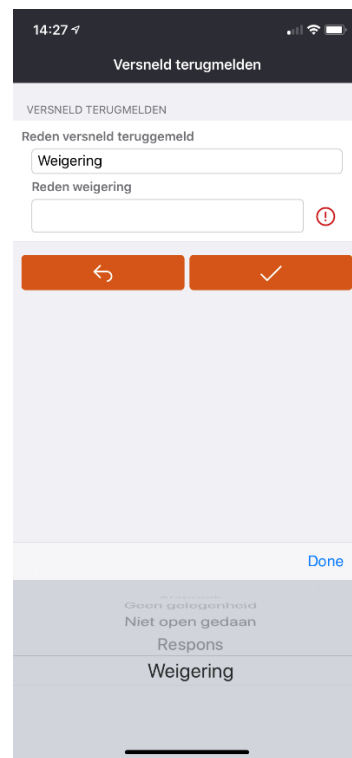 14:27
Versneld terugmelden
VERSNELD TERUGMELDEN
Reden versneld teruggemeld
Weigering
Reden weigering
Done
Geen gelegenheid
Niet open gedaan
Respons
Weigering